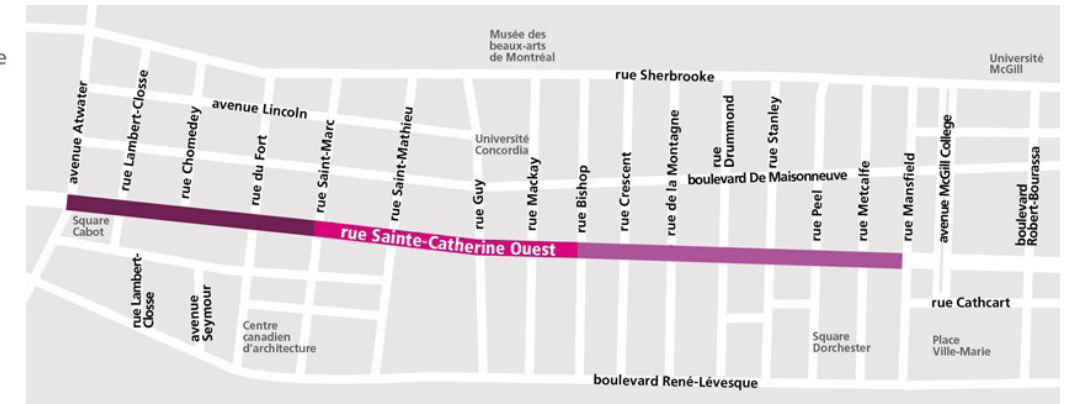 Musée des
beaux-arts
de Montréal
Université
McGill
e
rue Sherbrooke
avenue Atwater
rue Lambert-Closse
rue Chomedey
avenue Lincoln
rue du Fort
rue Saint-Marc
rue Saint-Mathieu
Université
Concordia
rue Guy
rue Mackay
rue Bishop
rue Crescent
rue de la Montagne
rue
Drummond
rue Stanley
boulevard De Maisonneuve
rue Peel
rue Metcalfe
rue Mansfield
avenue McGill College
boulevard
Robert-Bourassa
Square
Cabot
rue Sainte-Catherine Ouest
rue Lambert-
Closse
avenue
Seymour
Centre
canadien
d'architecture
rue Cathcart
Square
Dorchester
Place
Ville-Marie
boulevard René-Lévesque